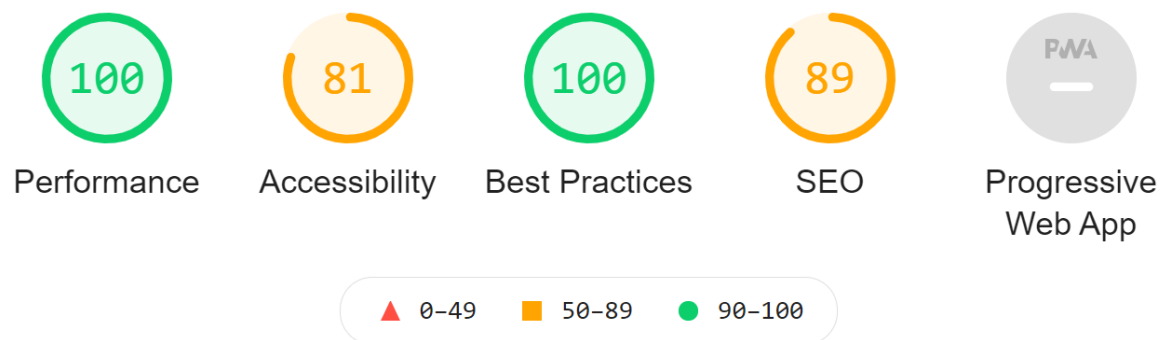 100
81
100
89
PWA
Performance
Accessibility
Best Practices
SEO
Progressive
Web App
0–49
50–89
90–100